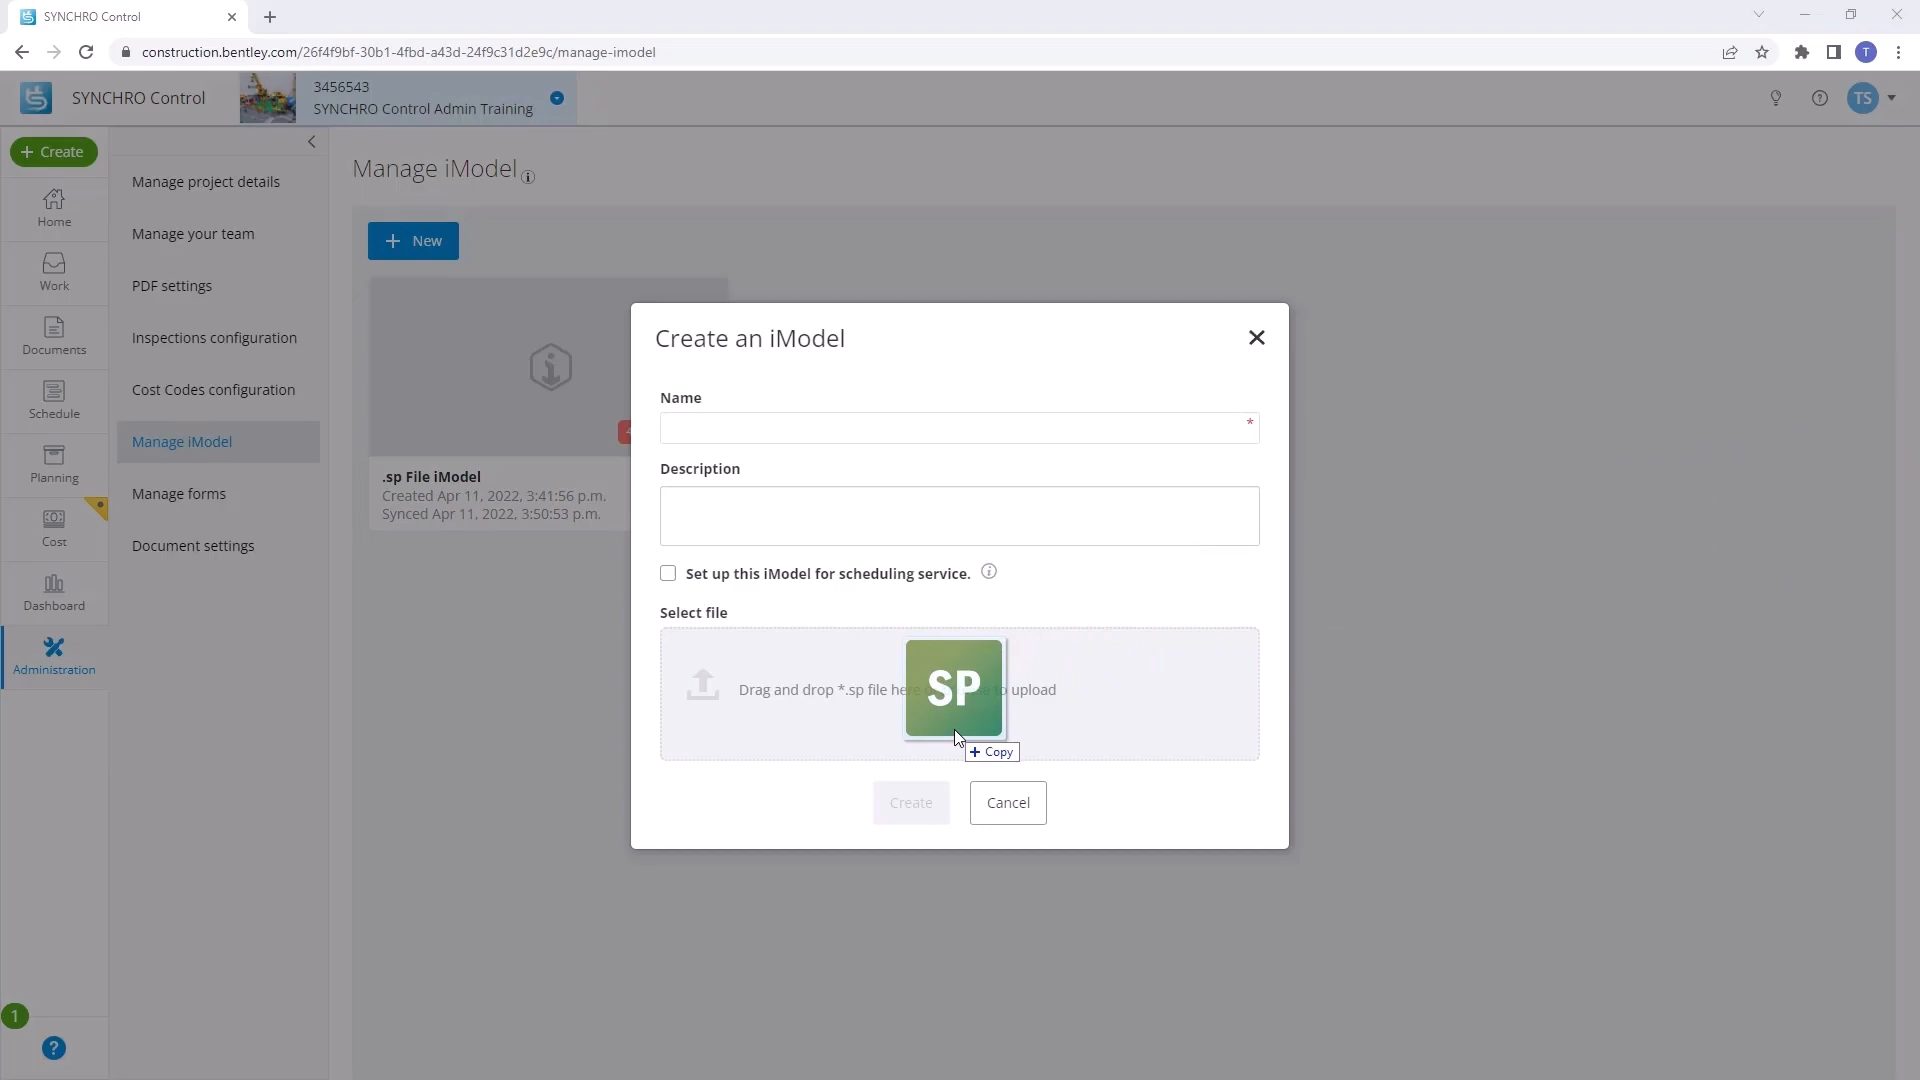 SYNCHRO Control
construction.bentley.com/26f4f9bf-30b1-4fbd-a43d-24f9c31d2e9c/manage-imodel
T
SYNCHRO Control
3456543
SYNCHRO Control Admin Training
TS
+ Create
Home
Work
Documents
Schedule
Planning
Cost
Dashboard
Administration
1
?
Manage project details
Manage your team
PDF settings
Inspections configuration
Cost Codes configuration
Manage iModel
Manage forms
Document settings
Manage iModel
+ New
.sp File iModel
Created Apr 11, 2022, 3:41:56 p.m.
Synced Apr 11, 2022, 3:50:53 p.m.
Create an iModel
Name
*
Description
Set up this iModel for scheduling service.
Select file
Drag and drop *.sp file here to upload
SP
+ Copy
Create
Cancel